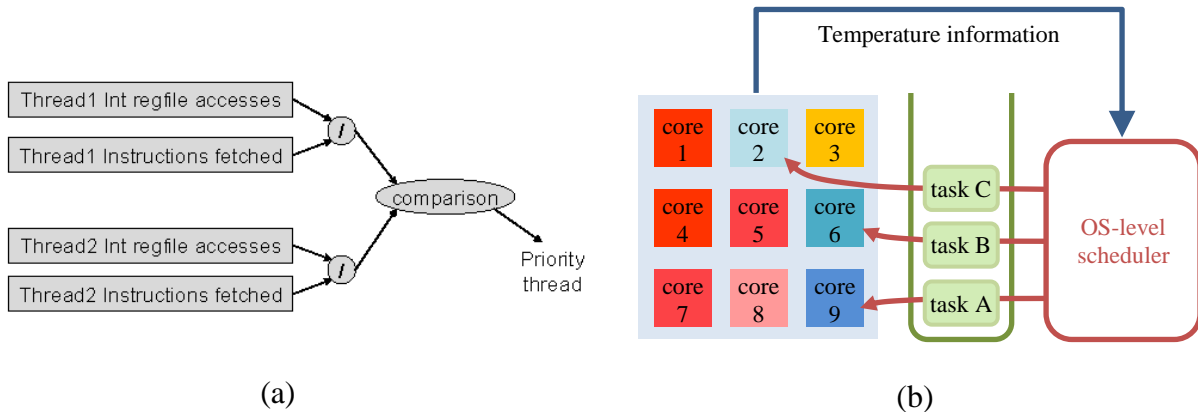 Thread1 Int regfile accesses
/
Thread1 Instructions fetched
comparison
Thread2 Int regfile accesses
/
Thread2 Instructions fetched
Priority
thread
(a)
Temperature information
core
1
core
2
core
3
core
4
core
5
core
6
core
7
core
8
core
9
task C
task B
task A
OS-level
scheduler
(b)